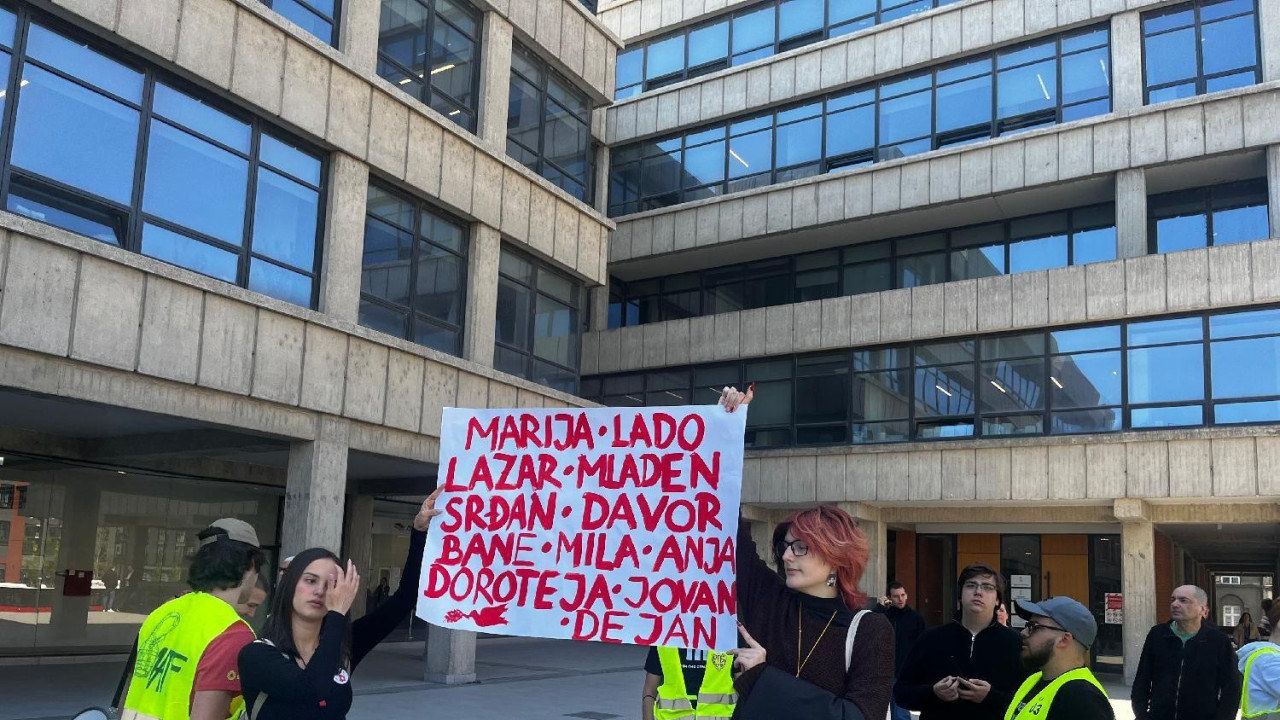 MARIJA·LADO
LAZAR·MLADEN
SRĐAN·DAVOR
BANE·MILA·ANJA
DOROTEJA·JOVAN
·DEJAN